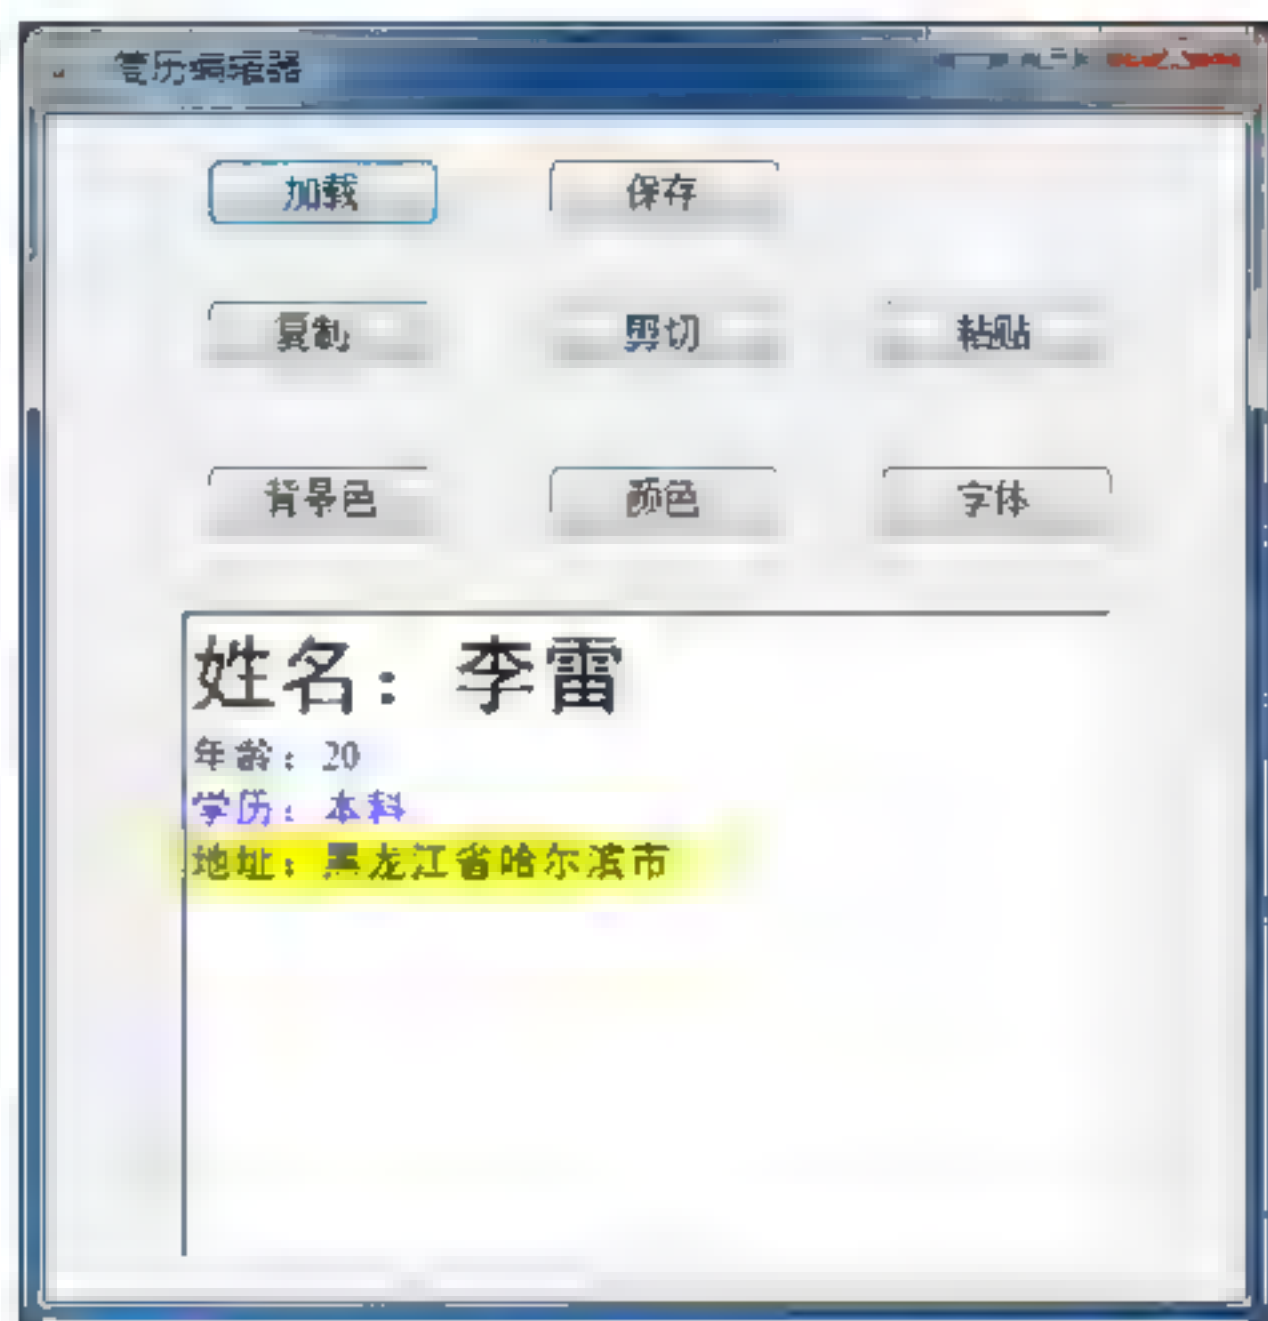 简历编辑器
加载 保存
复制 剪切 粘贴
背景色 颜色 字体
姓名：李雷
年龄：20
学历：本科
地址：黑龙江省哈尔滨市